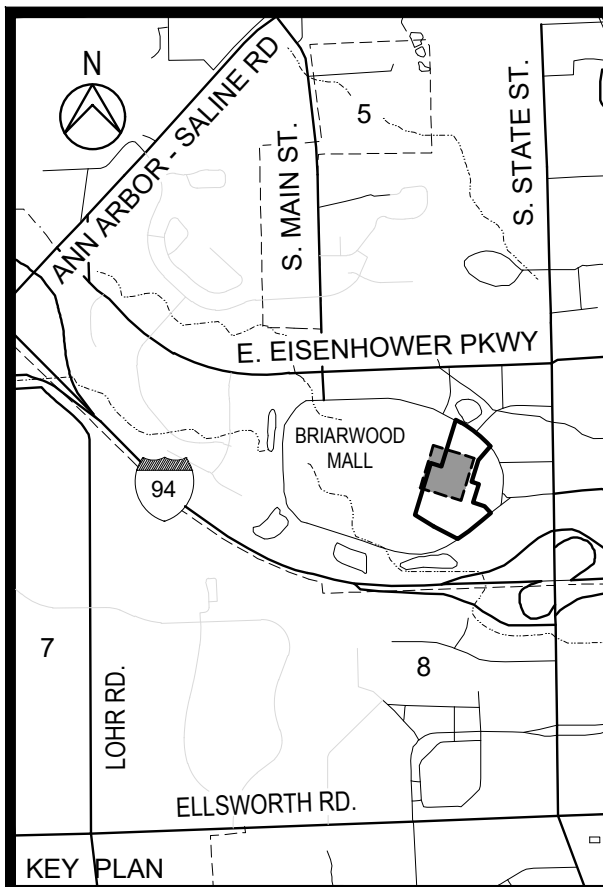 N
ANN ARBOR - SALINE RD
5
S. MAIN ST.
S. STATE ST.
E. EISENHOWER PKWY
BRIARWOOD
MALL
94
7
8
LOHR RD.
ELLSWORTH RD.
KEY PLAN